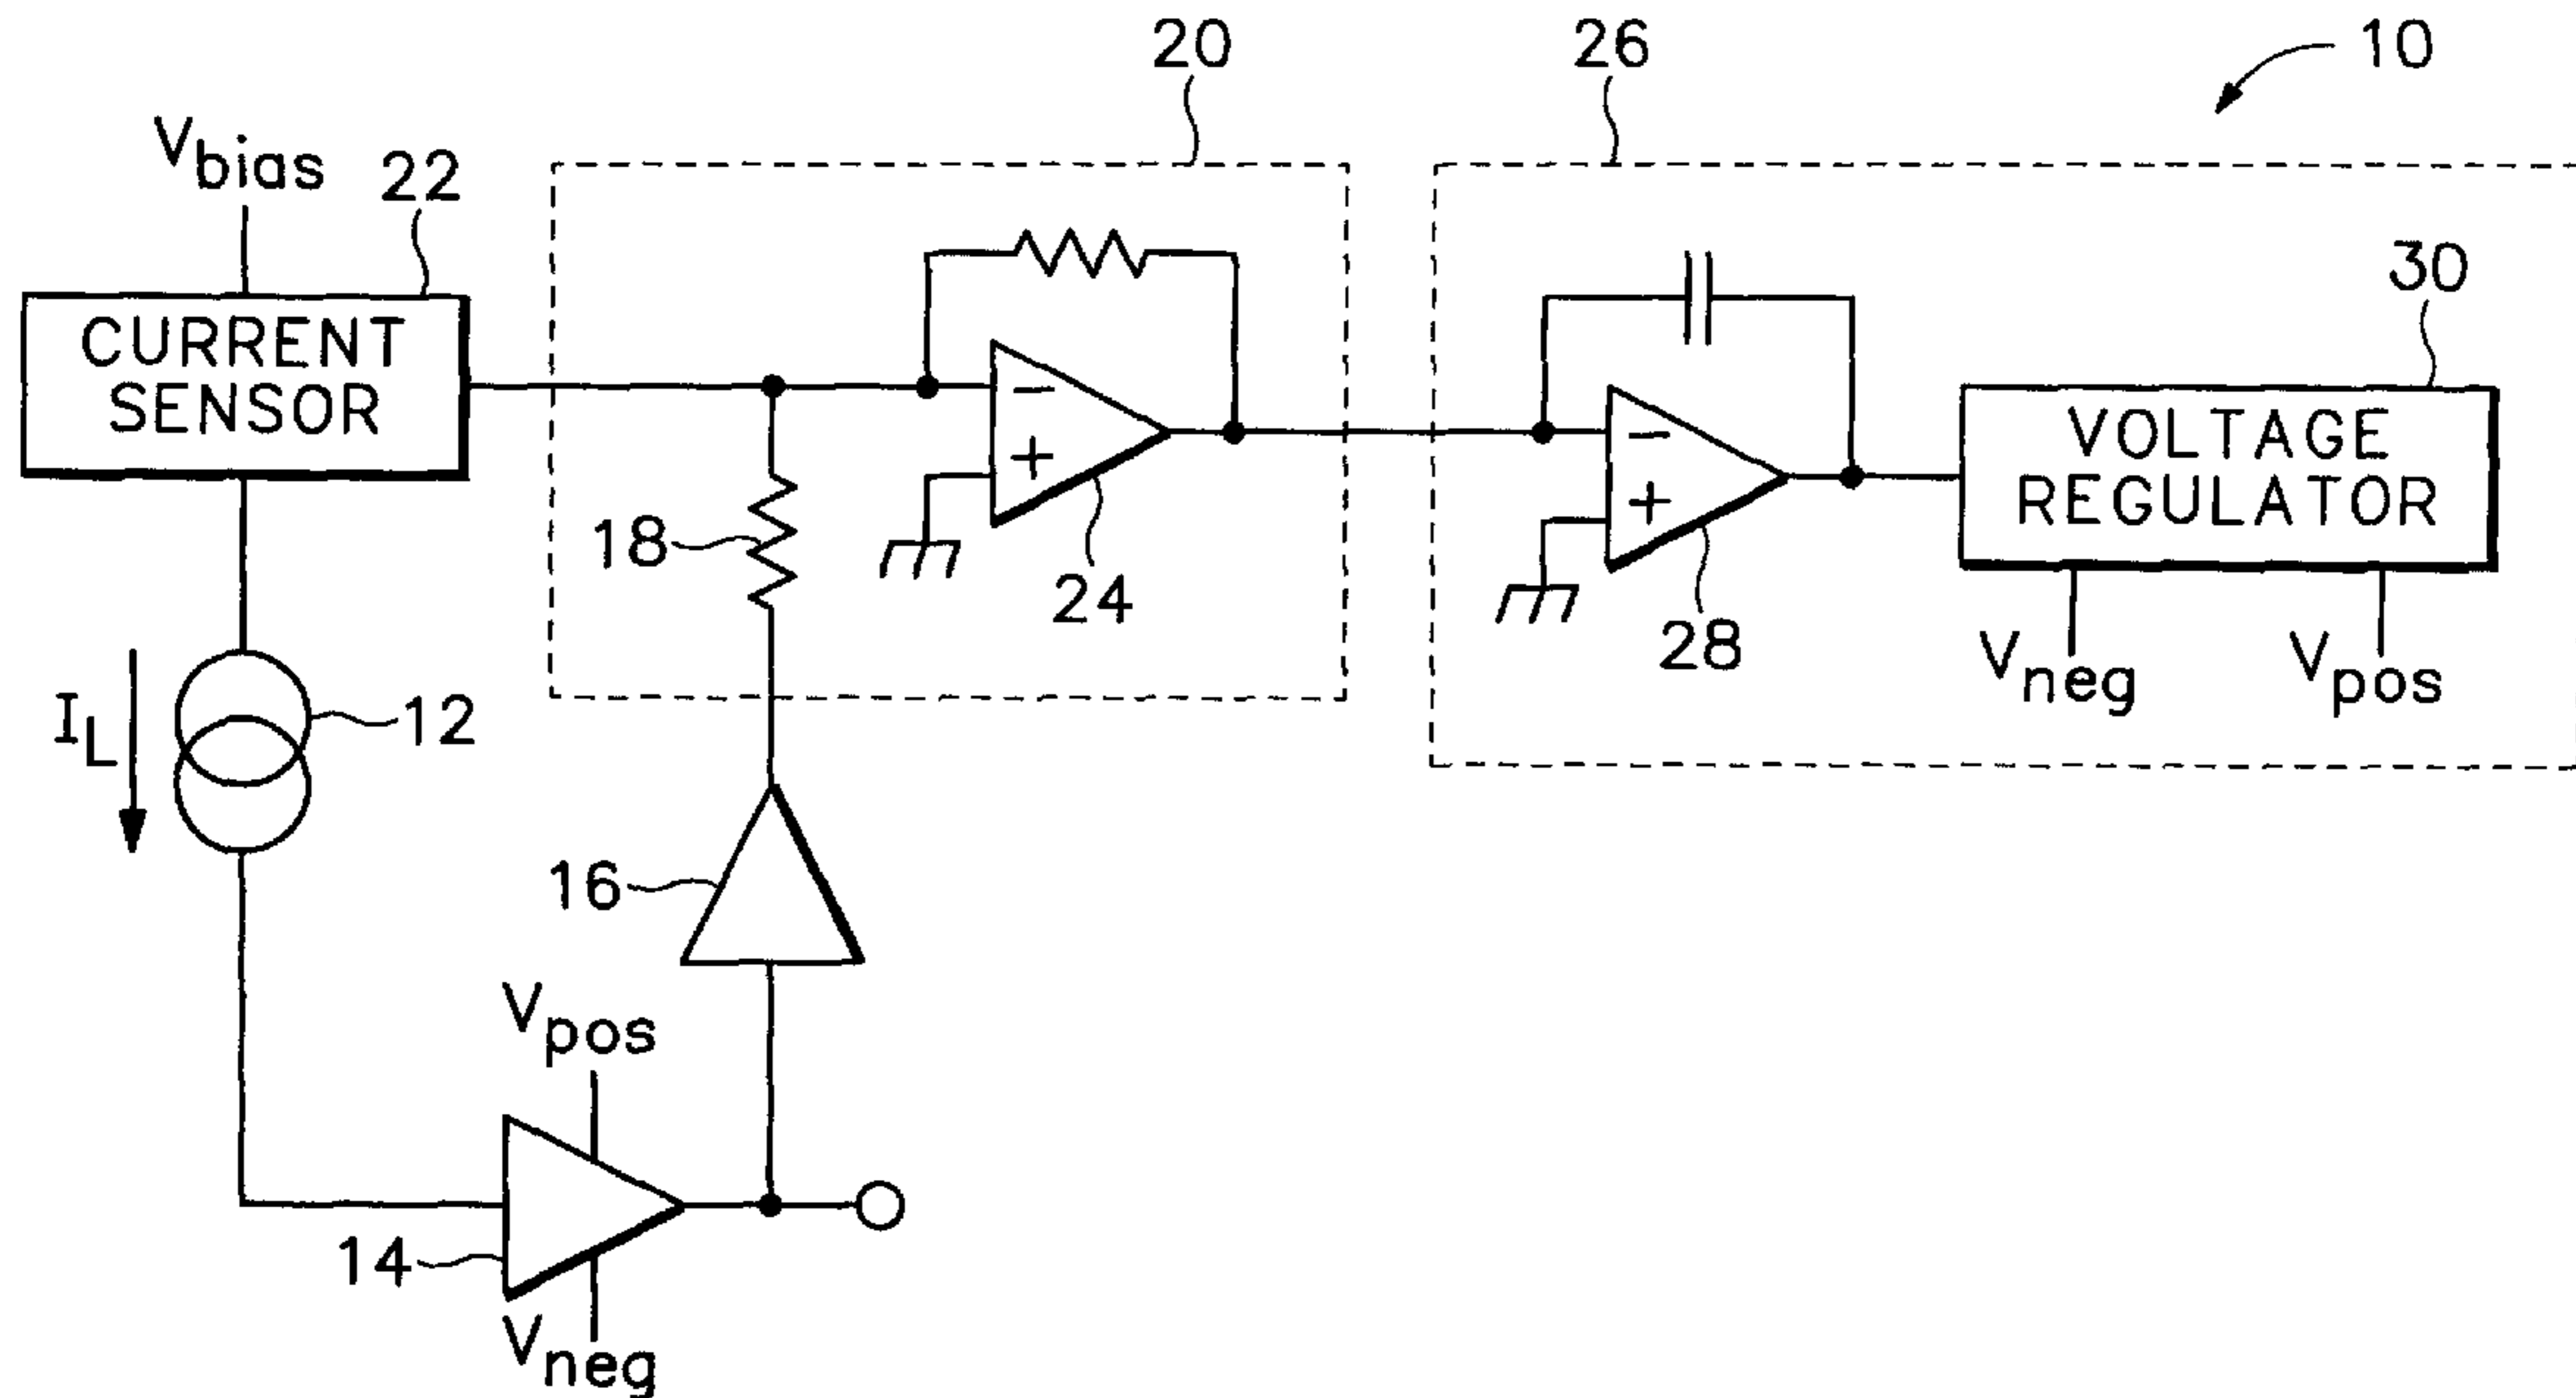 20
26
10
Vbias
22
CURRENT
SENSOR
30
VOLTAGE
REGULATOR
−
+
−
+
18
24
28
Vneg
Vpos
IL
12
16
Vpos
14
Vneg